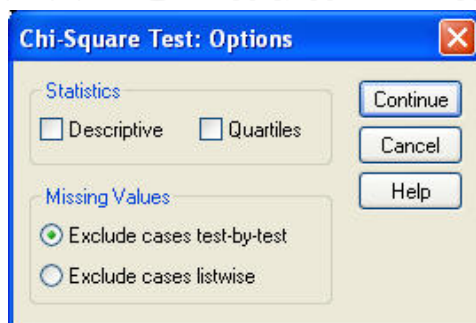 Chi-Square Test: Options
Statistics
Descriptive Quartiles
Missing Values
Exclude cases test-by-test
Exclude cases listwise
Continue
Cancel
Help